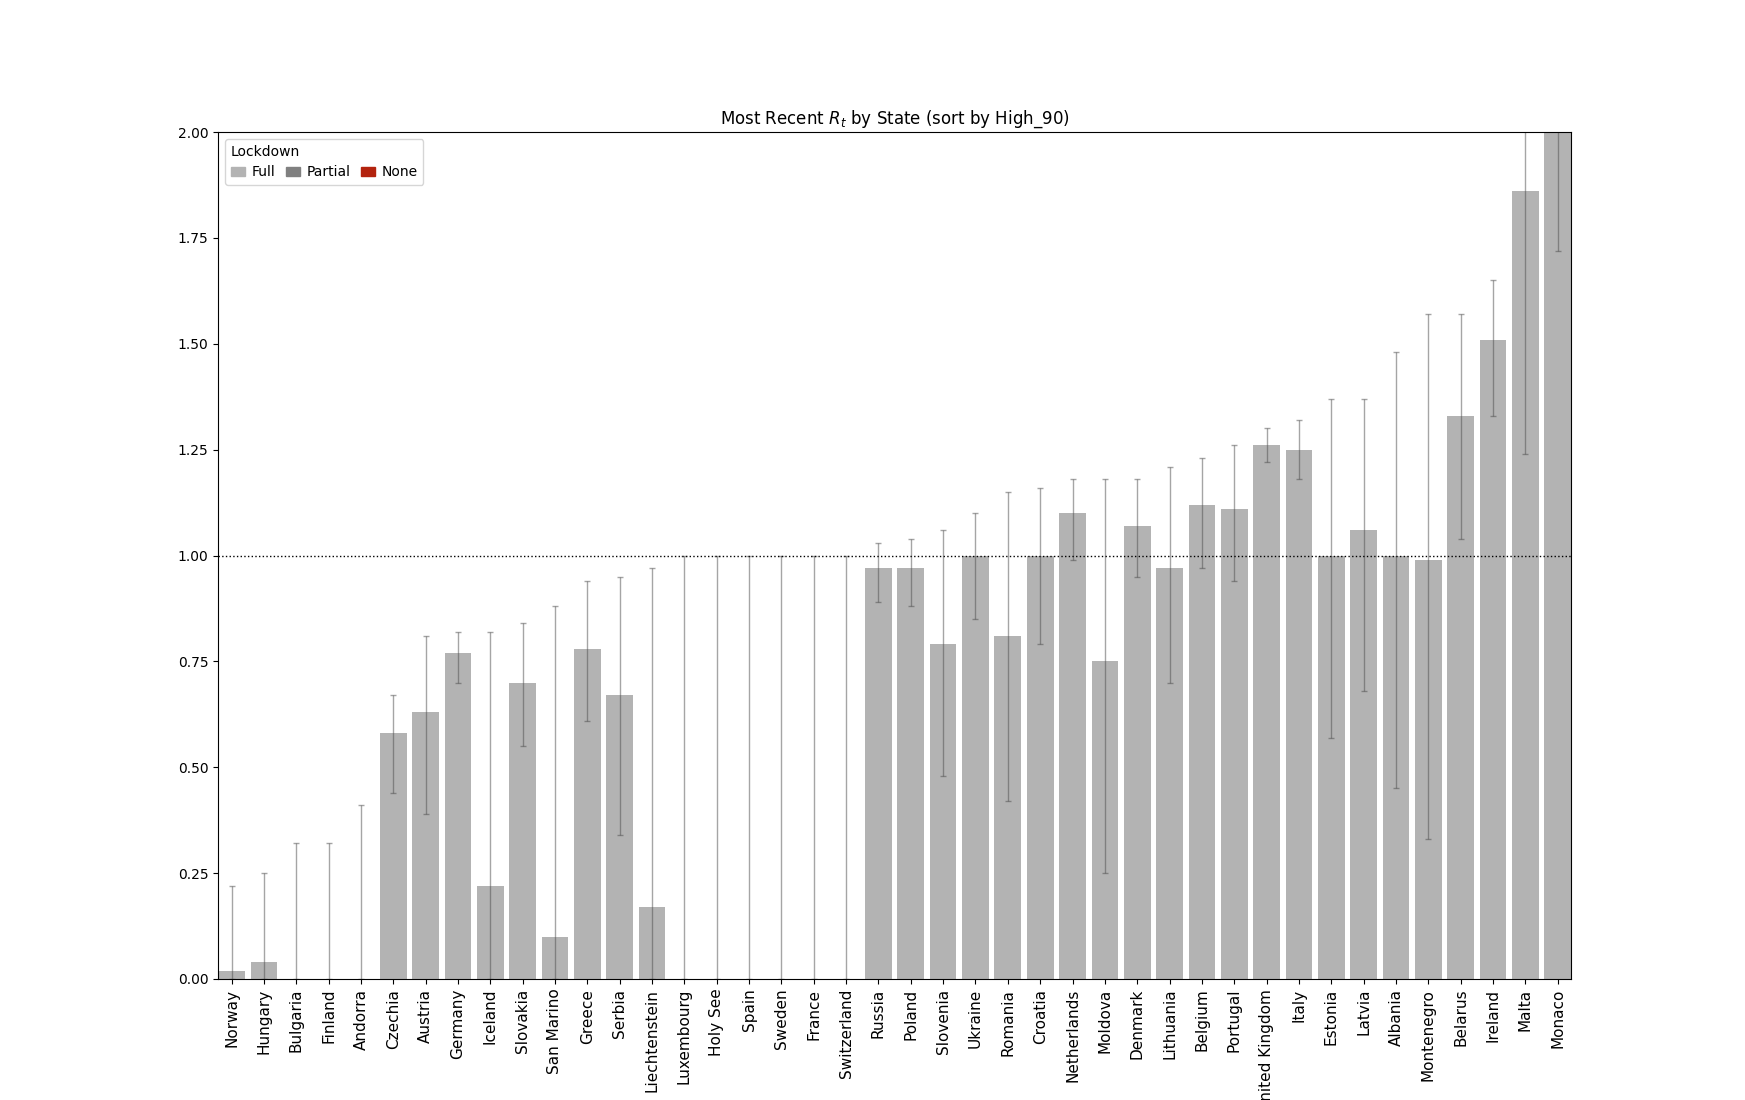 Most Recent R_t by State (sort by High_90)
Lockdown
Full Partial None
2.00
1.75
1.50
1.25
1.00
0.75
0.50
0.25
0.00
Norway
Hungary
Bulgaria
Finland
Andorra
Czechia
Austria
Germany
Iceland
Slovakia
San Marino
Greece
Serbia
Liechtenstein
Luxembourg
Holy See
Spain
Sweden
France
Switzerland
Russia
Poland
Slovenia
Ukraine
Romania
Croatia
Netherlands
Moldova
Denmark
Lithuania
Belgium
Portugal
nited Kingdom
Italy
Estonia
Latvia
Albania
Montenegro
Belarus
Ireland
Malta
Monaco